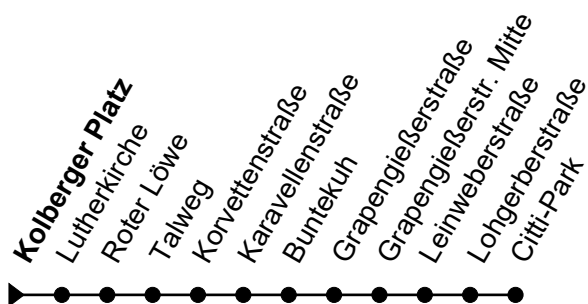 Kolberger Platz
Lutherkirche
Roter Löwe
Talweg
Korvettenstraße
Karavellenstraße
Buntekuh
Grapengießerstraße
Grapengießerstr. Mitte
Leinweberstraße
Lohgerberstraße
Citti-Park